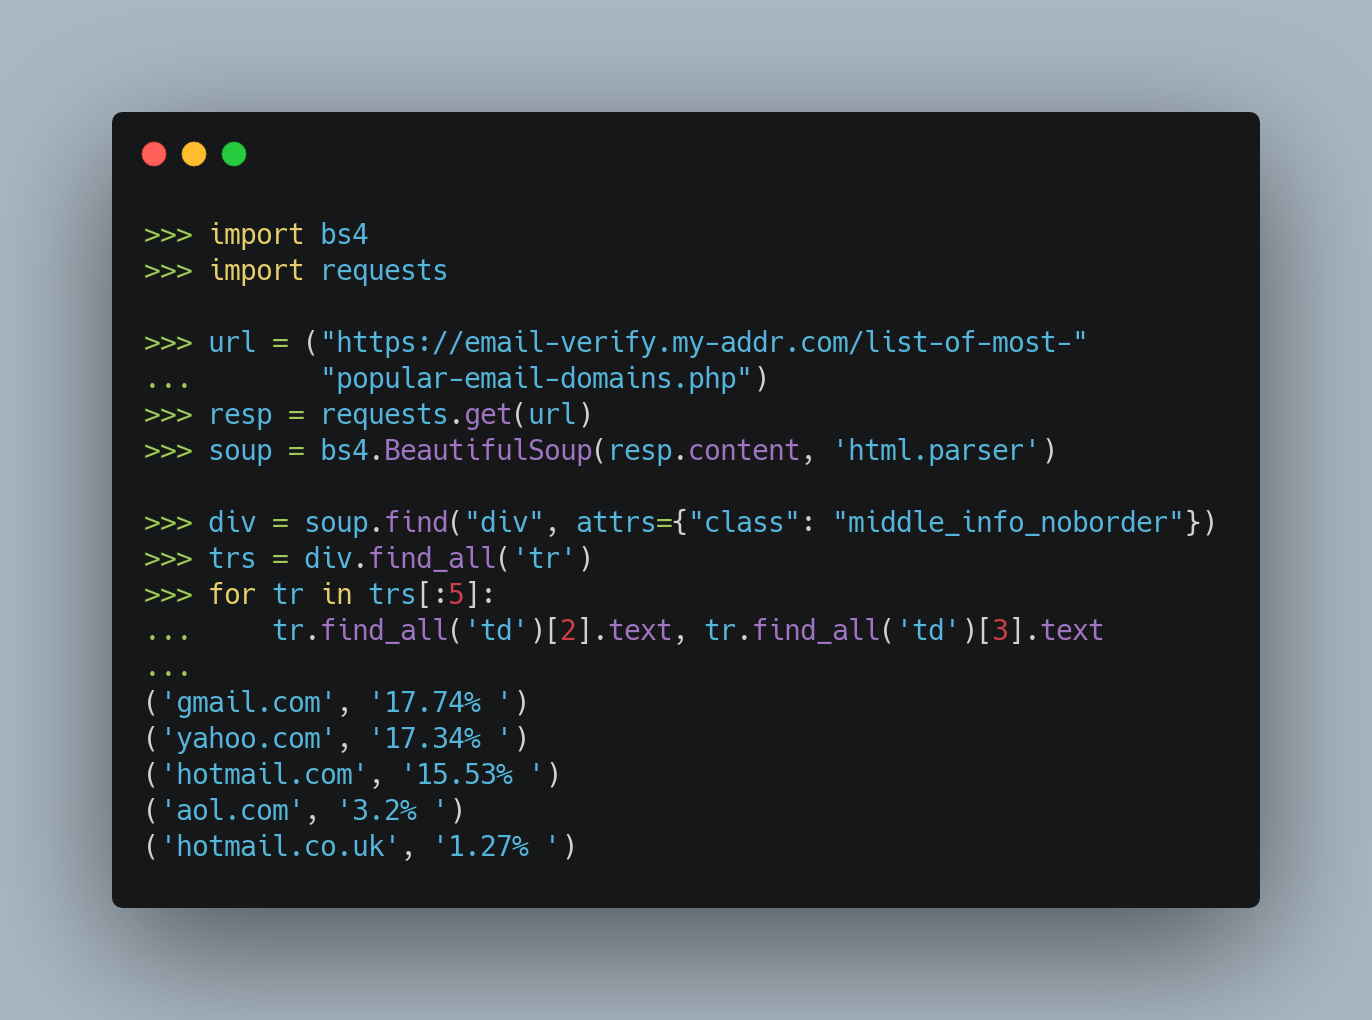 >>> import bs4
>>> import requests

>>> url = ("https://email-verify.my-addr.com/list-of-most-"
...        "popular-email-domains.php")
>>> resp = requests.get(url)
>>> soup = bs4.BeautifulSoup(resp.content, 'html.parser')

>>> div = soup.find("div", attrs={"class": "middle_info_noborder"})
>>> trs = div.find_all('tr')
>>> for tr in trs[:5]:
...     tr.find_all('td')[2].text, tr.find_all('td')[3].text
...
('gmail.com', '17.74% ')
('yahoo.com', '17.34% ')
('hotmail.com', '15.53% ')
('aol.com', '3.2% ')
('hotmail.co.uk', '1.27% ')